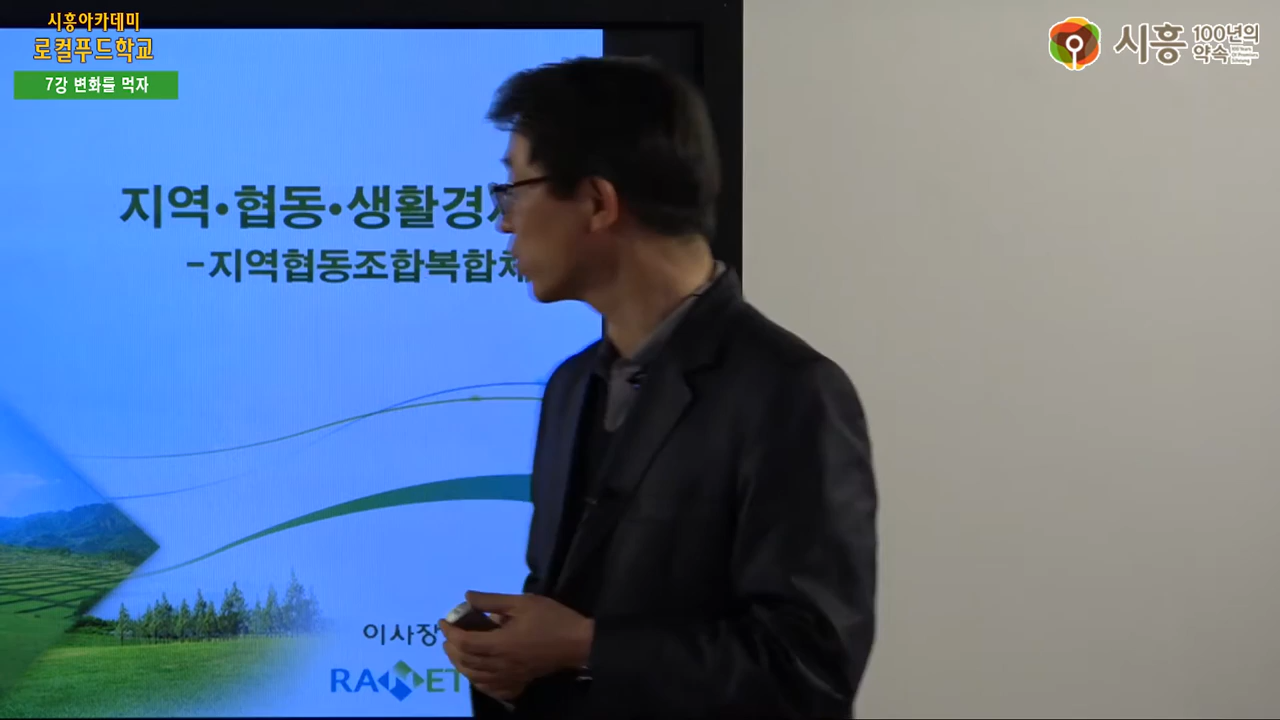 시흥아카데미
로컬푸드학교
7강 변화를 먹자
시흥 100년의 약속
지역·협동·생활경
-지역협동조합복합체
이사장
RA ET